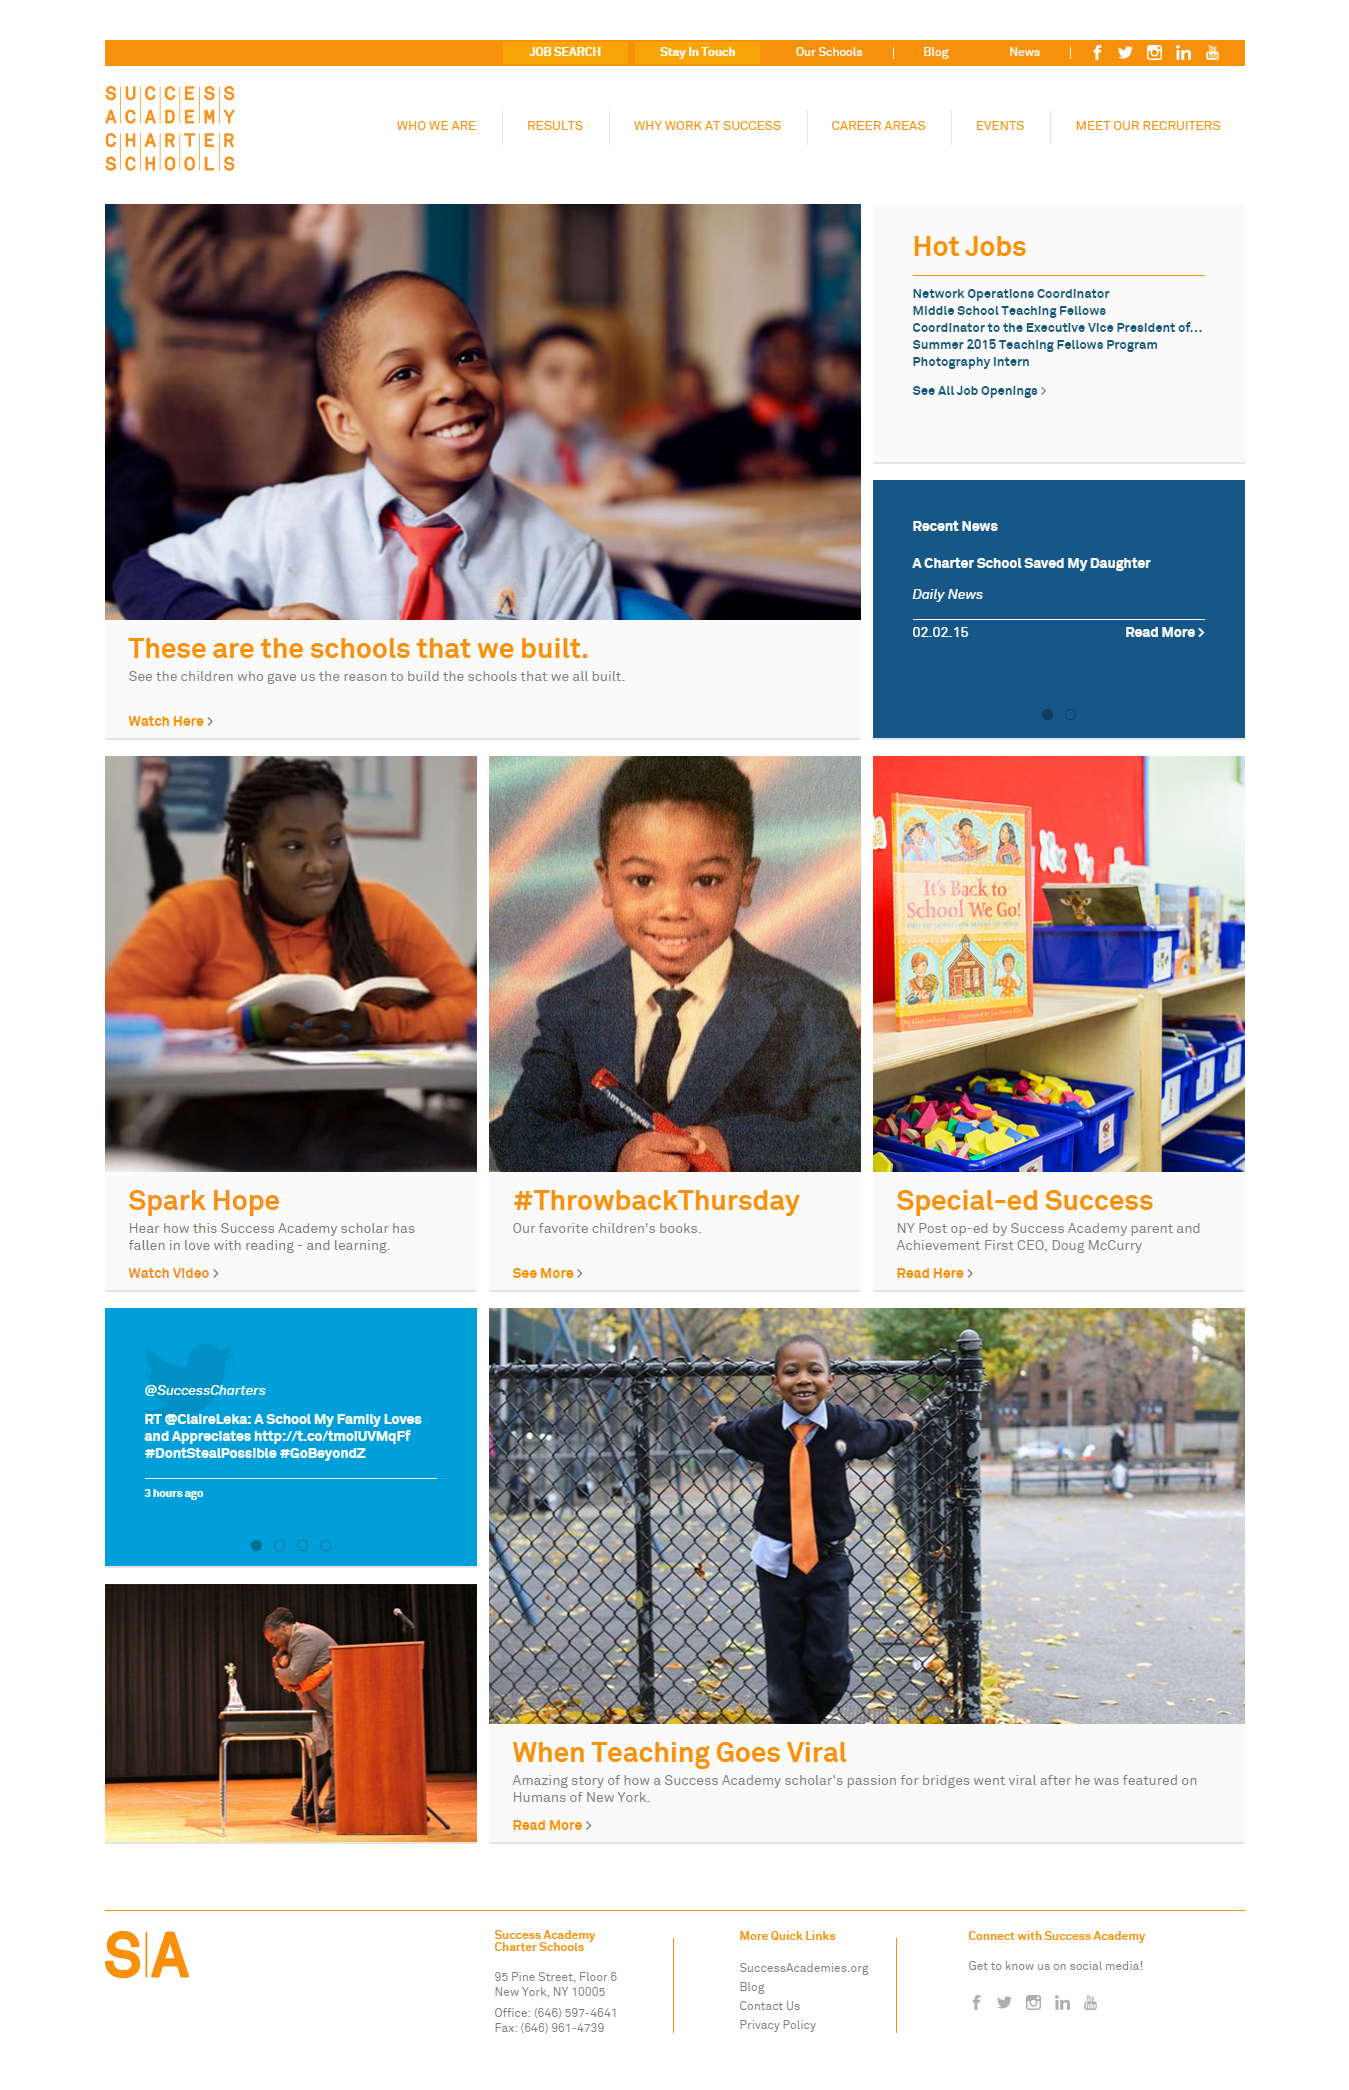 JOB SEARCH
Stay In Touch
Our Schools
Blog
News
SUCCESS
ACADEMY
CHARTER
SCHOOLS
WHO WE ARE
RESULTS
WHY WORK AT SUCCESS
CAREER AREAS
EVENTS
MEET OUR RECRUITERS
Hot Jobs
Network Operations Coordinator
Middle School Teaching Fellows
Coordinator to the Executive Vice President of...
Summer 2015 Teaching Fellows Program
Photography Intern
See All Job Openings >
Recent News
A Charter School Saved My Daughter
Daily News
02.02.15
Read More >
These are the schools that we built.
See the children who gave us the reason to build the schools that we all built.
Watch Here >
It's Back to
School We Go!
Spark Hope
Hear how this Success Academy scholar has
fallen in love with reading - and learning.
Watch Video >
#ThrowbackThursday
Our favorite children's books.
See More >
Special-ed Success
NY Post op-ed by Success Academy parent and
Achievement First CEO, Doug McCurry
Read Here >
@SuccessCharters
RT @ClaireLeka: A School My Family Loves
and Appreciates http://t.co/tmoIUVMqFf
#DontStealPossible #GoBeyondZ
3 hours ago
When Teaching Goes Viral
Amazing story of how a Success Academy scholar's passion for bridges went viral after he was featured on
Humans of New York.
Read More >
S|A
Success Academy
Charter Schools
95 Pine Street, Floor 6
New York, NY 10005
Office: (646) 597-4641
Fax: (646) 961-4739
More Quick Links
SuccessAcademies.org
Blog
Contact Us
Privacy Policy
Connect with Success Academy
Get to know us on social media!